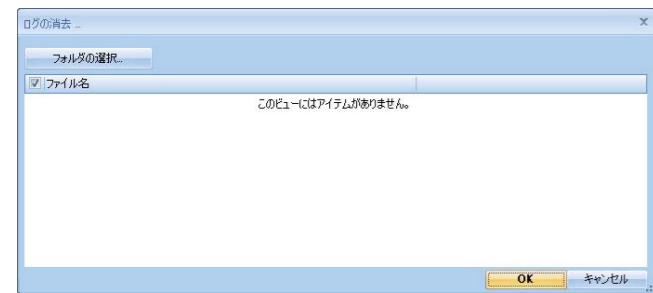 ログの消去 ...
フォルダの選択...
ファイル名
このビューにはアイテムがありません。
OK キャンセル